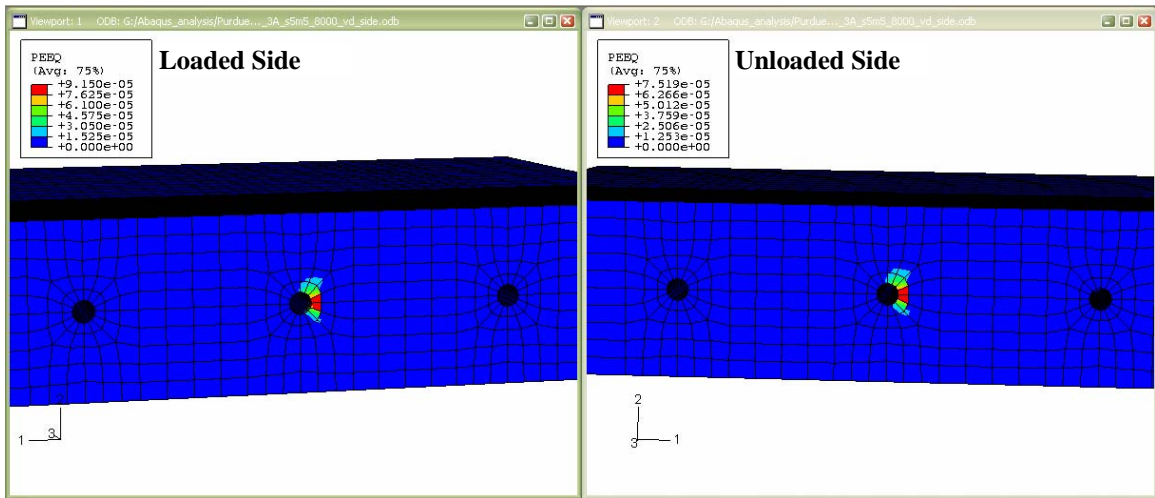 Viewport: 1 ODB: G:/Abaqus_analysis/Purdue..._3A_s5m5_8000_vd_side.odb
PEEQ
(Avg: 75%)
+9.150e-05
+7.625e-05
+6.100e-05
+4.575e-05
+3.050e-05
+1.525e-05
+0.000e+00
Loaded Side
2
3
1
Viewport: 2 ODB: G:/Abaqus_analysis/Purdue..._3A_s5m5_8000_vd_side.odb
PEEQ
(Avg: 75%)
+7.519e-05
+6.266e-05
+5.012e-05
+3.759e-05
+2.506e-05
+1.253e-05
+0.000e+00
Unloaded Side
2
3
1